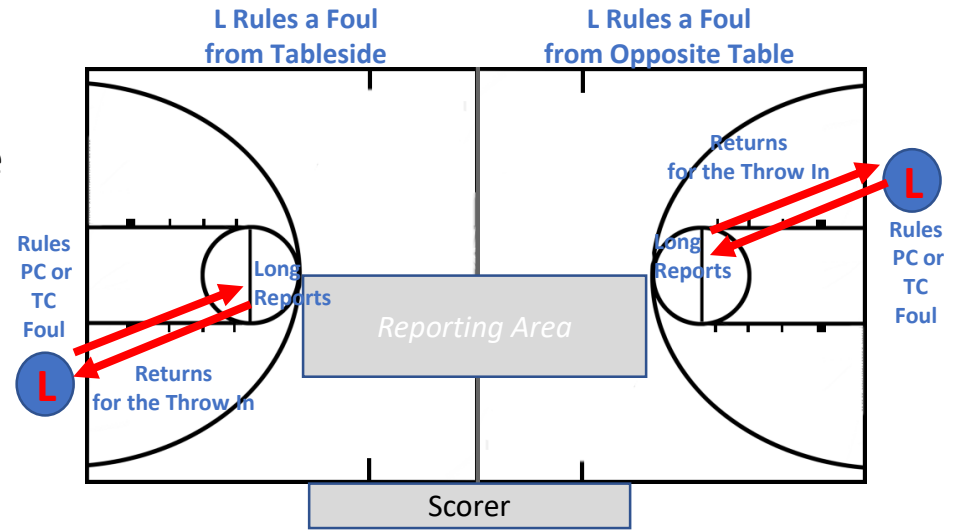 L Rules a Foul
from Tableside
L Rules a Foul
from Opposite Table
e
Returns
for the Throw In
L
Rules
PC or
TC
Foul
Long
Reports
Rules
PC or
TC
Foul
Long
Reports
Reporting Area
L
Returns
for the Throw In
Scorer